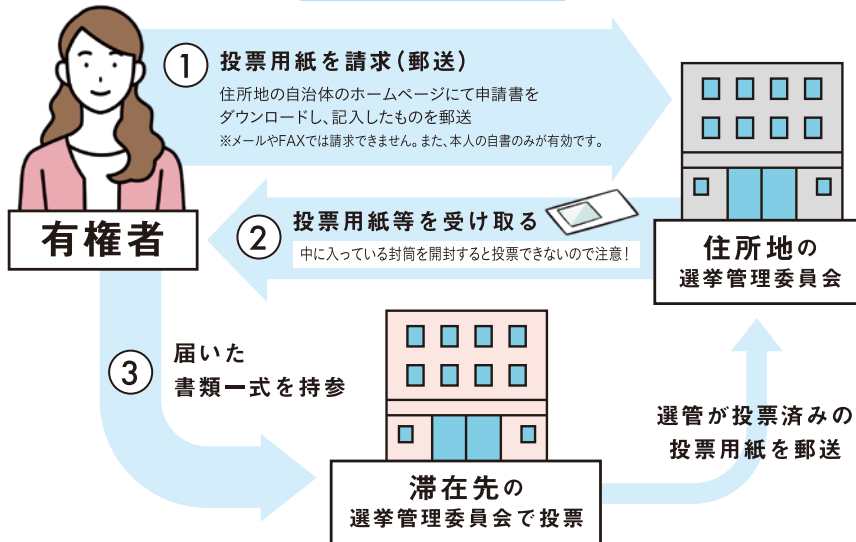 ① 投票用紙を請求(郵送)
住所地の自治体のホームページにて申請書を
ダウンロードし、記入したものを郵送
※メールやFAXでは請求できません。また、本人の自書のみが有効です。
有権者
② 投票用紙等を受け取る
中に入っている封筒を開封すると投票できないので注意!
住所地の
選挙管理委員会
③ 届いた
書類一式を持参
滞在先の
選挙管理委員会で投票
選管が投票済みの
投票用紙を郵送